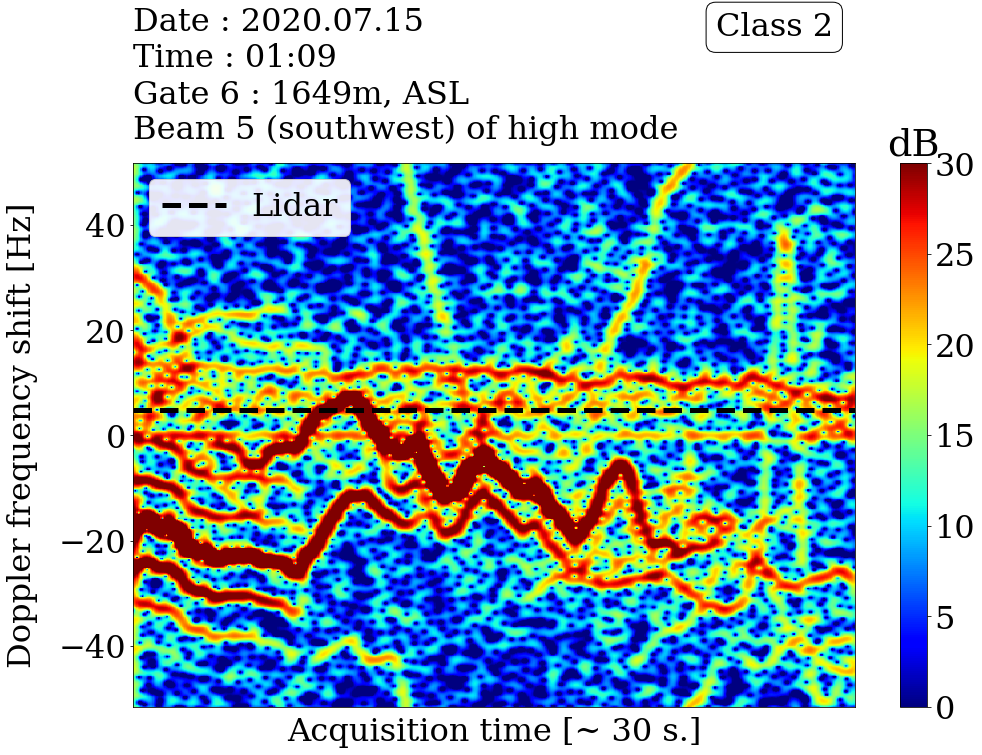 Date : 2020.07.15
Time : 01:09
Gate 6 : 1649m, ASL
Beam 5 (southwest) of high mode
Class 2
dB
Lidar
Doppler frequency shift [Hz]
40
20
0
−20
−40
30
25
20
15
10
5
0
Acquisition time [~ 30 s.]